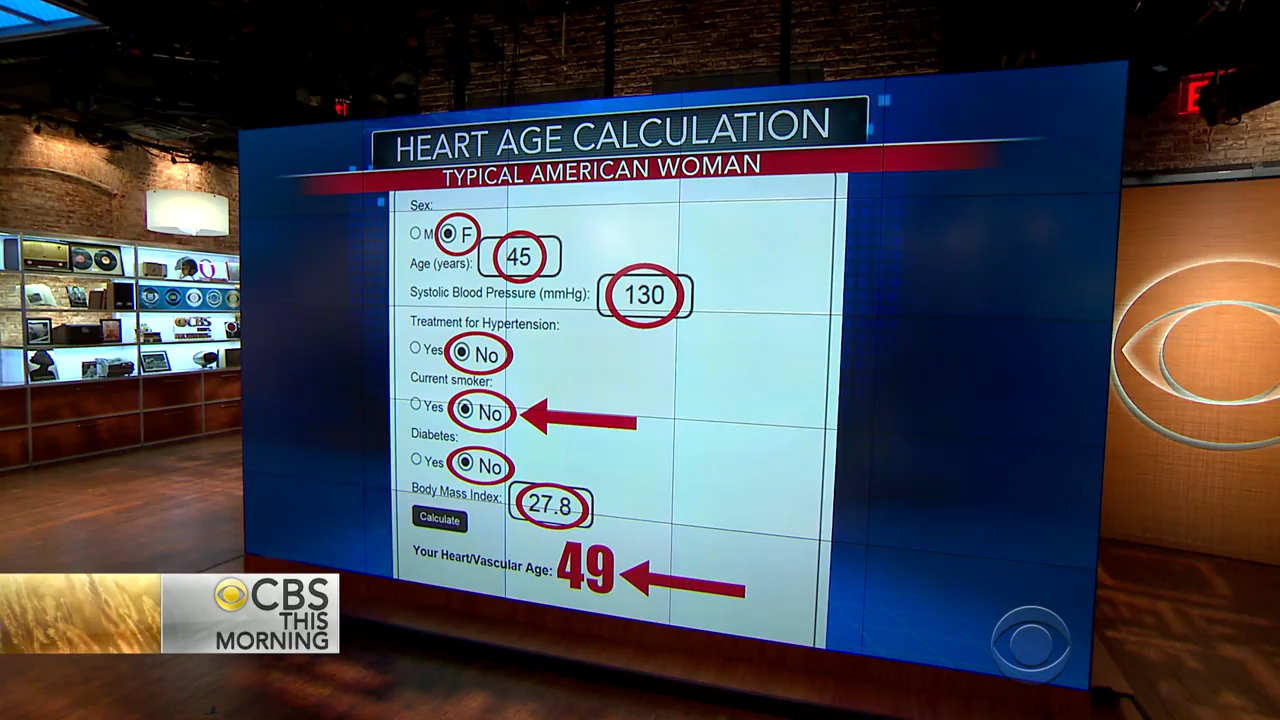 HEART AGE CALCULATION
TYPICAL AMERICAN WOMAN
Sex:
M F
Age (years): 45
Systolic Blood Pressure (mmHg): 130
Treatment for Hypertension:
Yes No
Current smoker:
Yes No
Diabetes:
Yes No
Body Mass Index: 27.8
Calculate
Your Heart/Vascular Age: 49
CBS
CBS
THIS
MORNING
E